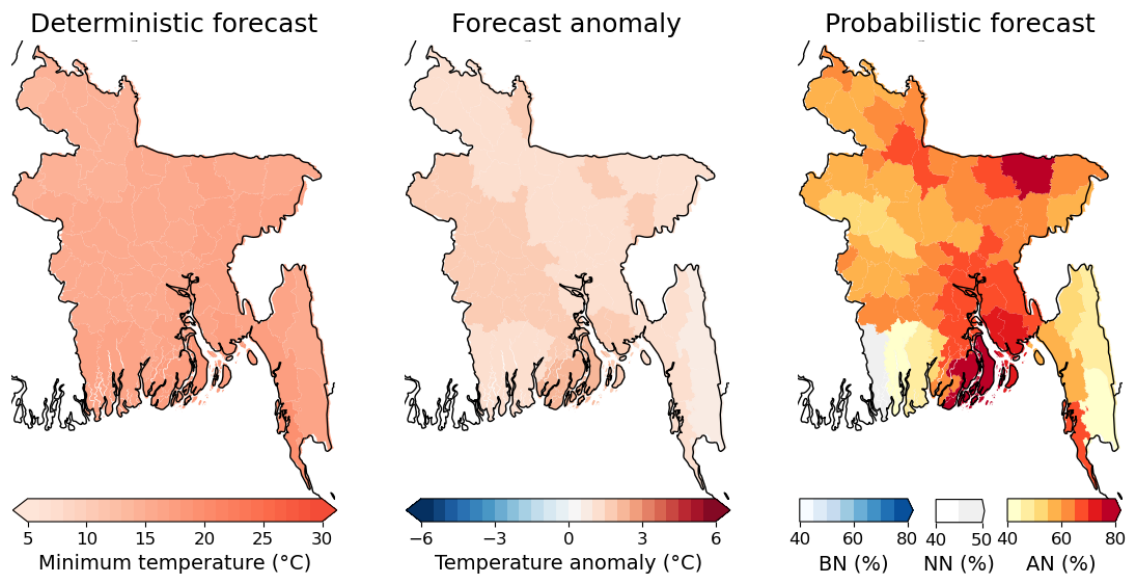 Deterministic forecast
Forecast anomaly
Probabilistic forecast
5 10 15 20 25 30
Minimum temperature (°C)
−6 −3 0 3 6
Temperature anomaly (°C)
40 60 80
BN (%)
40 50
NN (%)
40 60 80
AN (%)